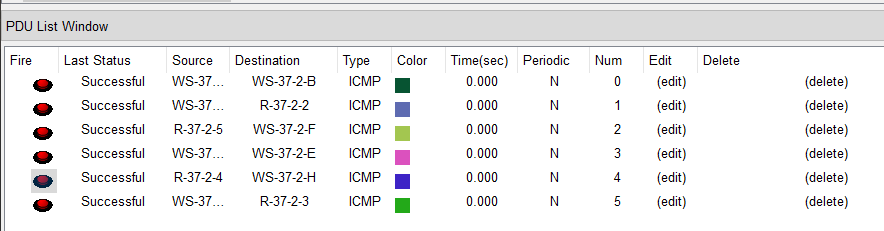 PDU List Window
Fire Last Status Source Destination Type Color Time(sec) Periodic Num Edit Delete
Successful WS-37... WS-37-2-B ICMP 0.000 N 0 (edit) (delete)
Successful WS-37... R-37-2-2 ICMP 0.000 N 1 (edit) (delete)
Successful R-37-2-5 WS-37-2-F ICMP 0.000 N 2 (edit) (delete)
Successful WS-37... WS-37-2-E ICMP 0.000 N 3 (edit) (delete)
Successful R-37-2-4 WS-37-2-H ICMP 0.000 N 4 (edit) (delete)
Successful WS-37... R-37-2-3 ICMP 0.000 N 5 (edit) (delete)